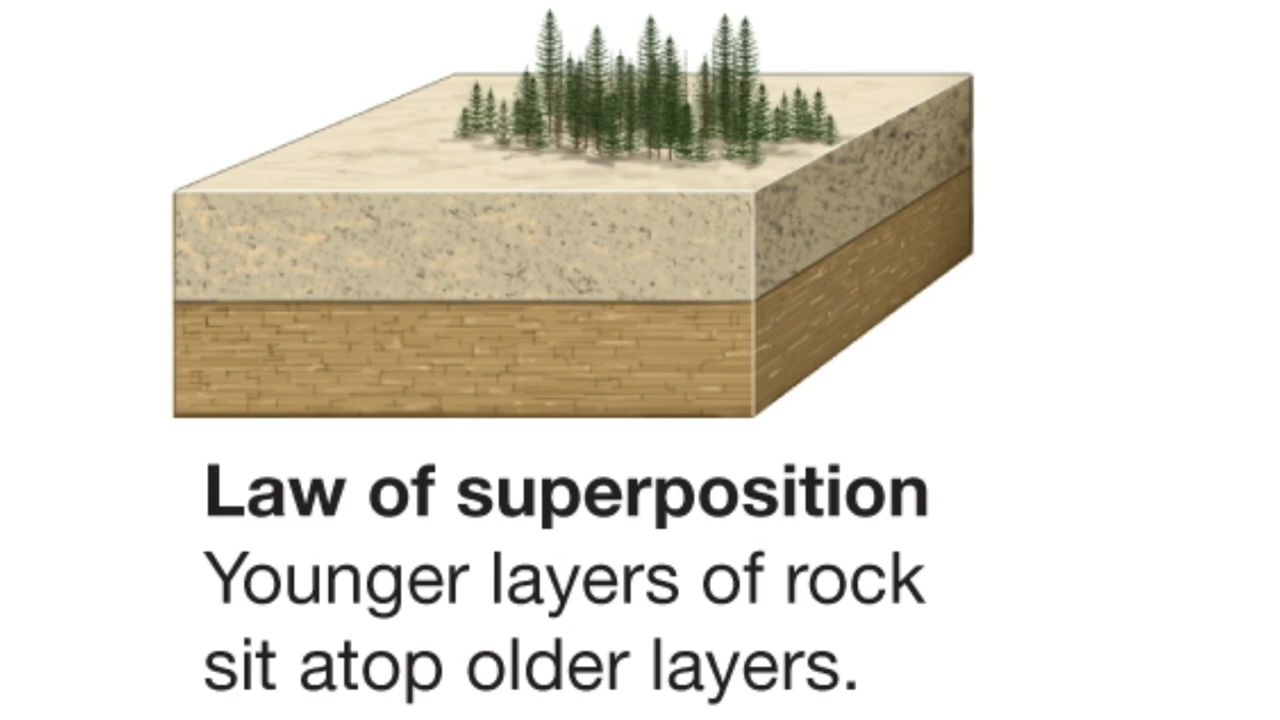 Law of superposition
Younger layers of rock
sit atop older layers.